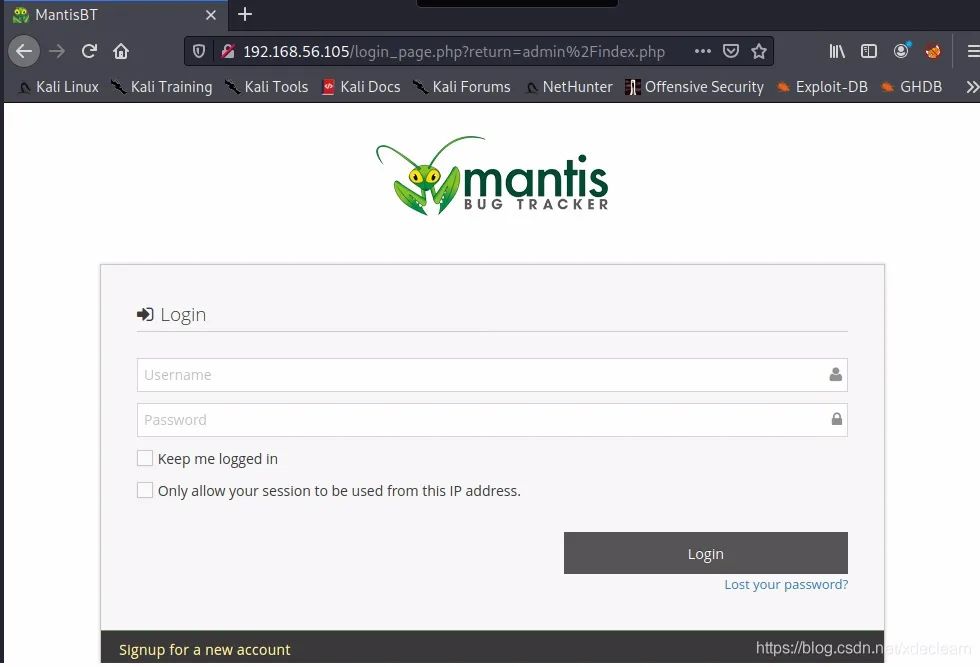 MantisBT
192.168.56.105/login_page.php?return=admin%2Findex.php
Kali Linux Kali Training Kali Tools Kali Docs Kali Forums NetHunter Offensive Security Exploit-DB GHDB
mantis
BUG TRACKER
Login
Username
Password
Keep me logged in
Only allow your session to be used from this IP address.
Login
Lost your password?
Signup for a new account
https://blog.csdn.net/xdeclearn